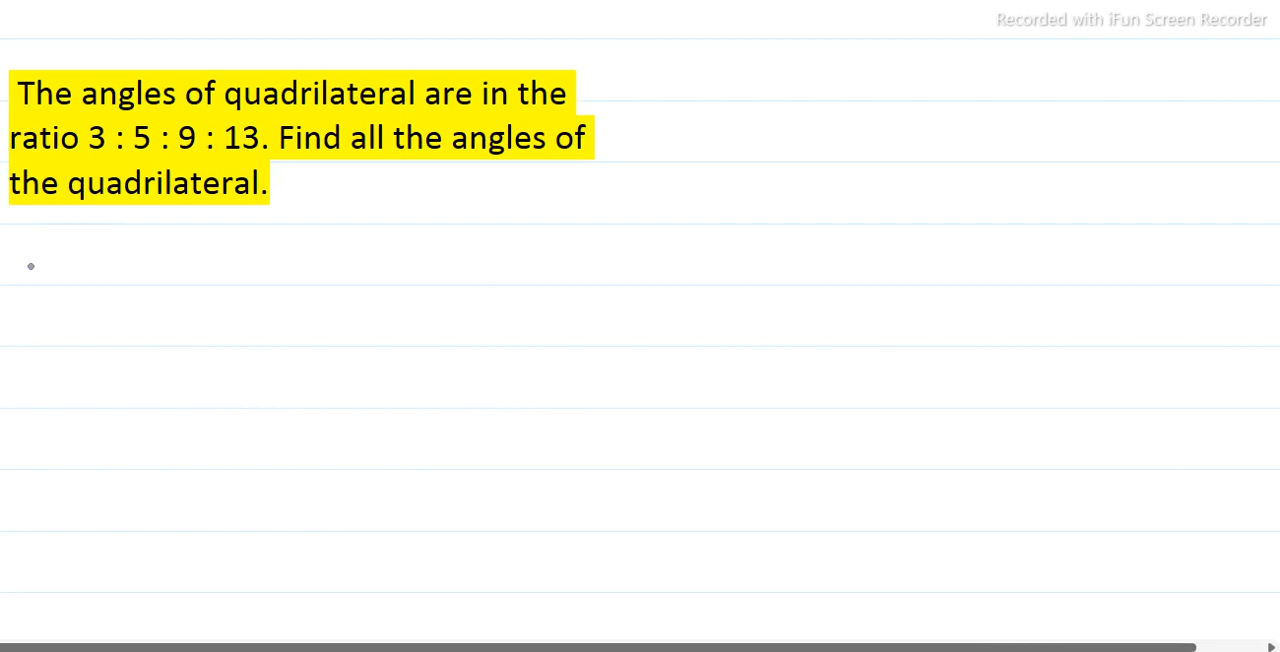 Recorded with iFun Screen Recorder
The angles of quadrilateral are in the
ratio 3 : 5 : 9 : 13. Find all the angles of
the quadrilateral.